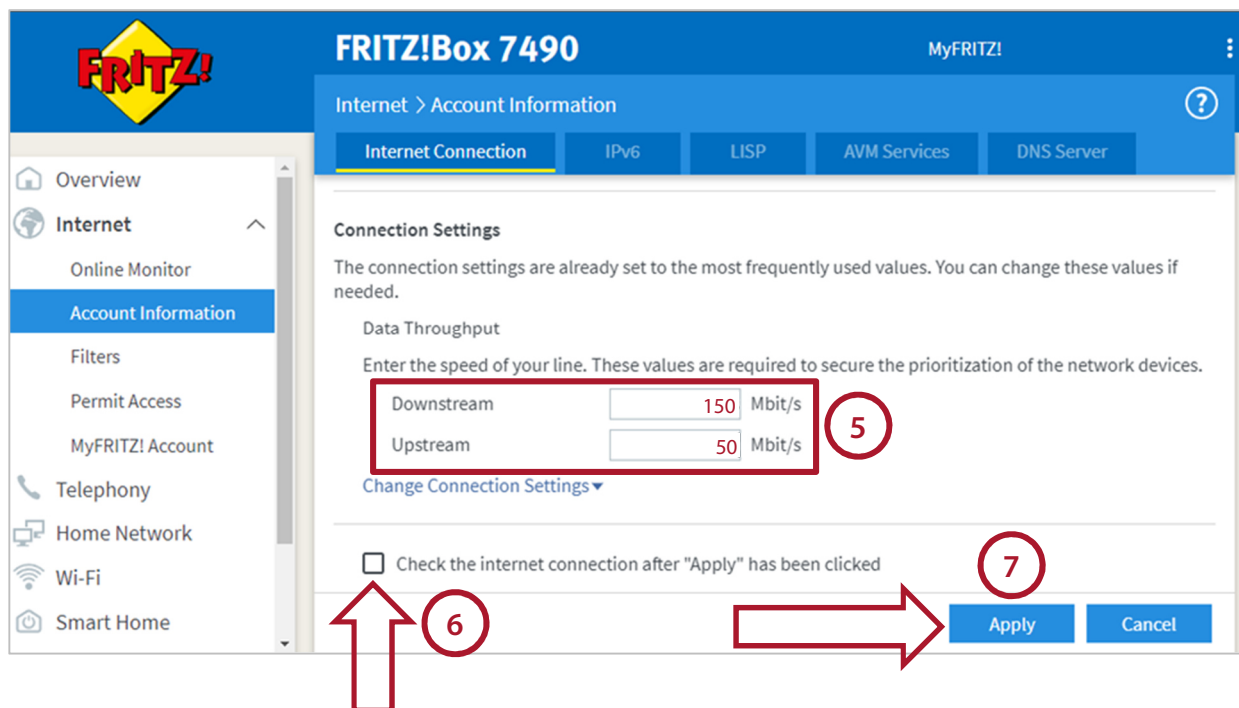 FRITZ!
FRITZ!Box 7490
MyFRITZ!
Internet > Account Information
?
Internet Connection
IPv6
LISP
AVM Services
DNS Server
Overview
Internet
Online Monitor
Account Information
Filters
Permit Access
MyFRITZ! Account
Telephony
Home Network
Wi-Fi
Smart Home
Connection Settings
The connection settings are already set to the most frequently used values. You can change these values if
needed.
Data Throughput
Enter the speed of your line. These values are required to secure the prioritization of the network devices.
Downstream 150 Mbit/s
Upstream 50 Mbit/s
5
Change Connection Settings
Check the internet connection after "Apply" has been clicked
6
7
Apply
Cancel